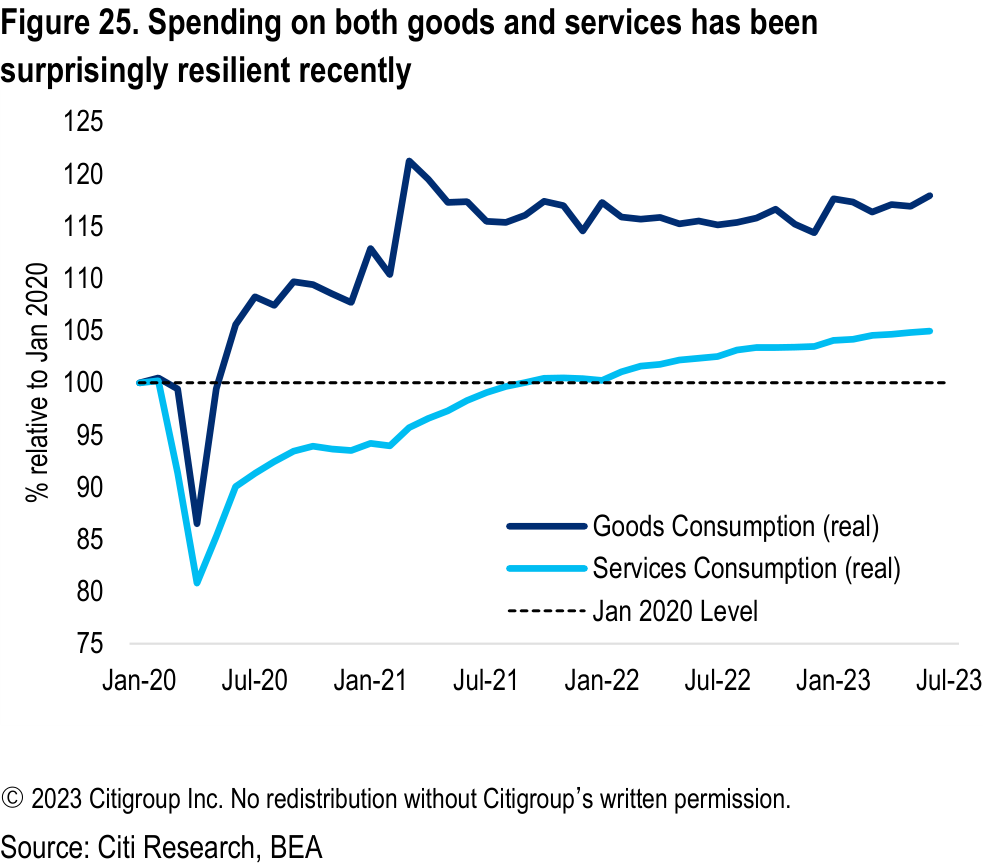 Figure 25. Spending on both goods and services has been
surprisingly resilient recently
125
120
115
110
105
100
95
90
85
80
75
% relative to Jan 2020
Goods Consumption (real)
Services Consumption (real)
Jan 2020 Level
Jan-20 Jul-20 Jan-21 Jul-21 Jan-22 Jul-22 Jan-23 Jul-23
© 2023 Citigroup Inc. No redistribution without Citigroup’s written permission.
Source: Citi Research, BEA